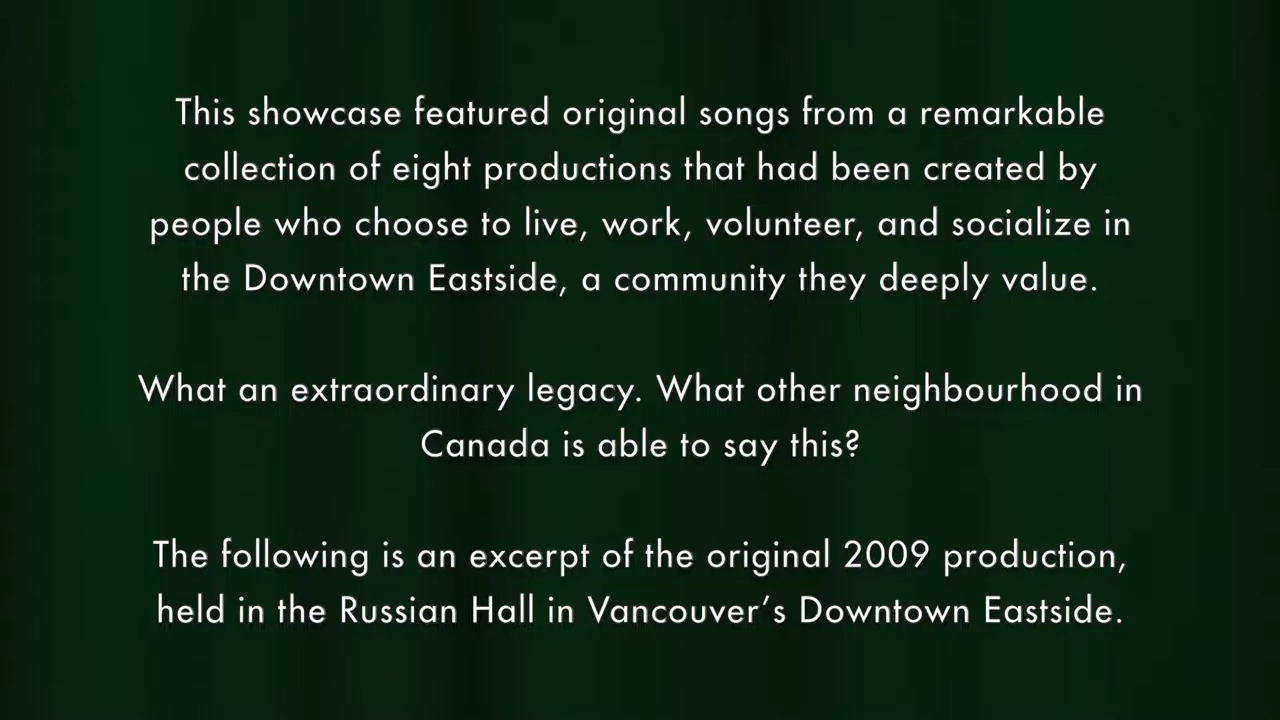 This showcase featured original songs from a remarkable
collection of eight productions that had been created by
people who choose to live, work, volunteer, and socialize in
the Downtown Eastside, a community they deeply value.
What an extraordinary legacy. What other neighbourhood in
Canada is able to say this?
The following is an excerpt of the original 2009 production,
held in the Russian Hall in Vancouver’s Downtown Eastside.